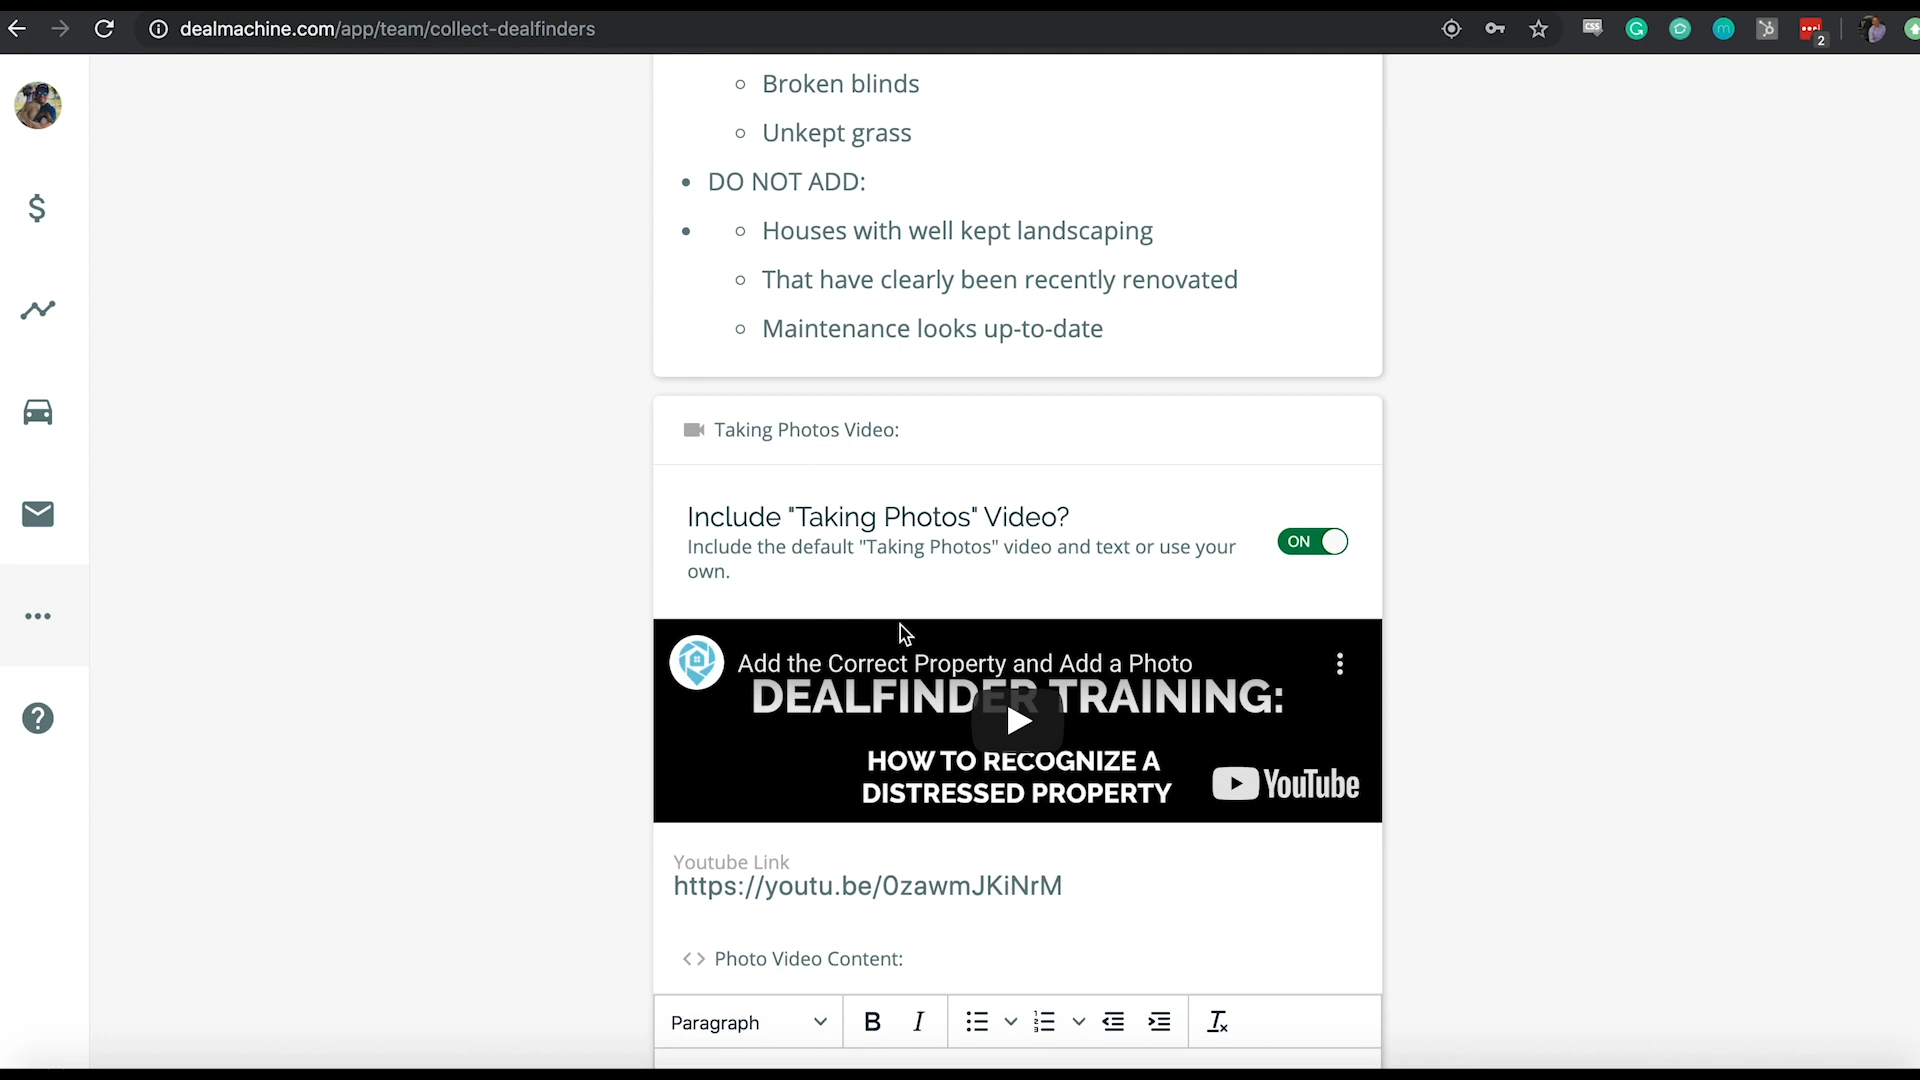 dealmachine.com/app/team/collect-dealfinders
CSS
2
Broken blinds
Unkept grass
DO NOT ADD:
Houses with well kept landscaping
That have clearly been recently renovated
Maintenance looks up-to-date
Taking Photos Video:
Include "Taking Photos" Video?
Include the default "Taking Photos" video and text or use your
own.
ON
Add the Correct Property and Add a Photo
DEALFINDER TRAINING:
HOW TO RECOGNIZE A
DISTRESSED PROPERTY
YouTube
Youtube Link
https://youtu.be/0zawmJKiNrM
<> Photo Video Content:
Paragraph B I